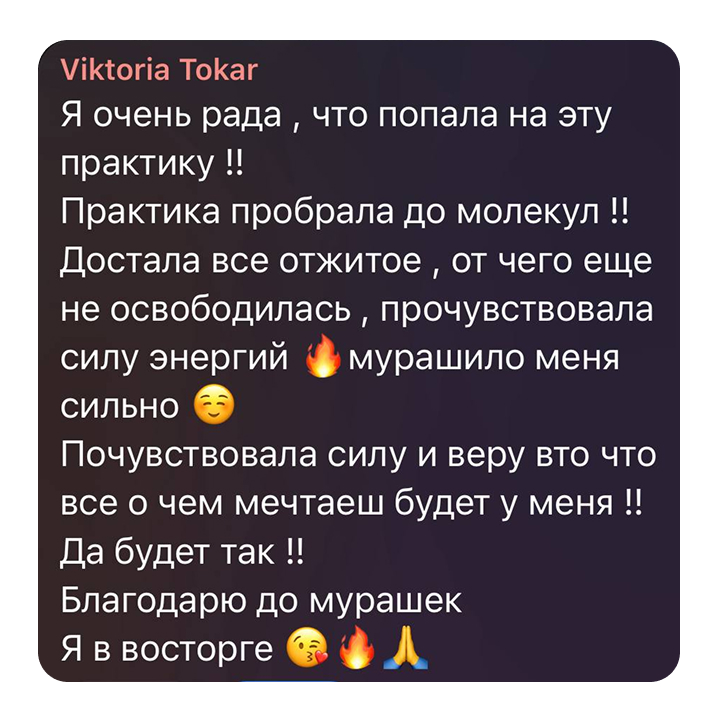 Viktoria Tokar
Я очень рада , что попала на эту
практику !!
Практика пробрала до молекул !!
Достала все отжитое , от чего еще
не освободилась , прочувствовала
силу энергий 🔥мурашило меня
сильно ☺️
Почувствовала силу и веру вто что
все о чем мечтаеш будет у меня !!
Да будет так !!
Благодарю до мурашек
Я в восторге 😘🔥🙏